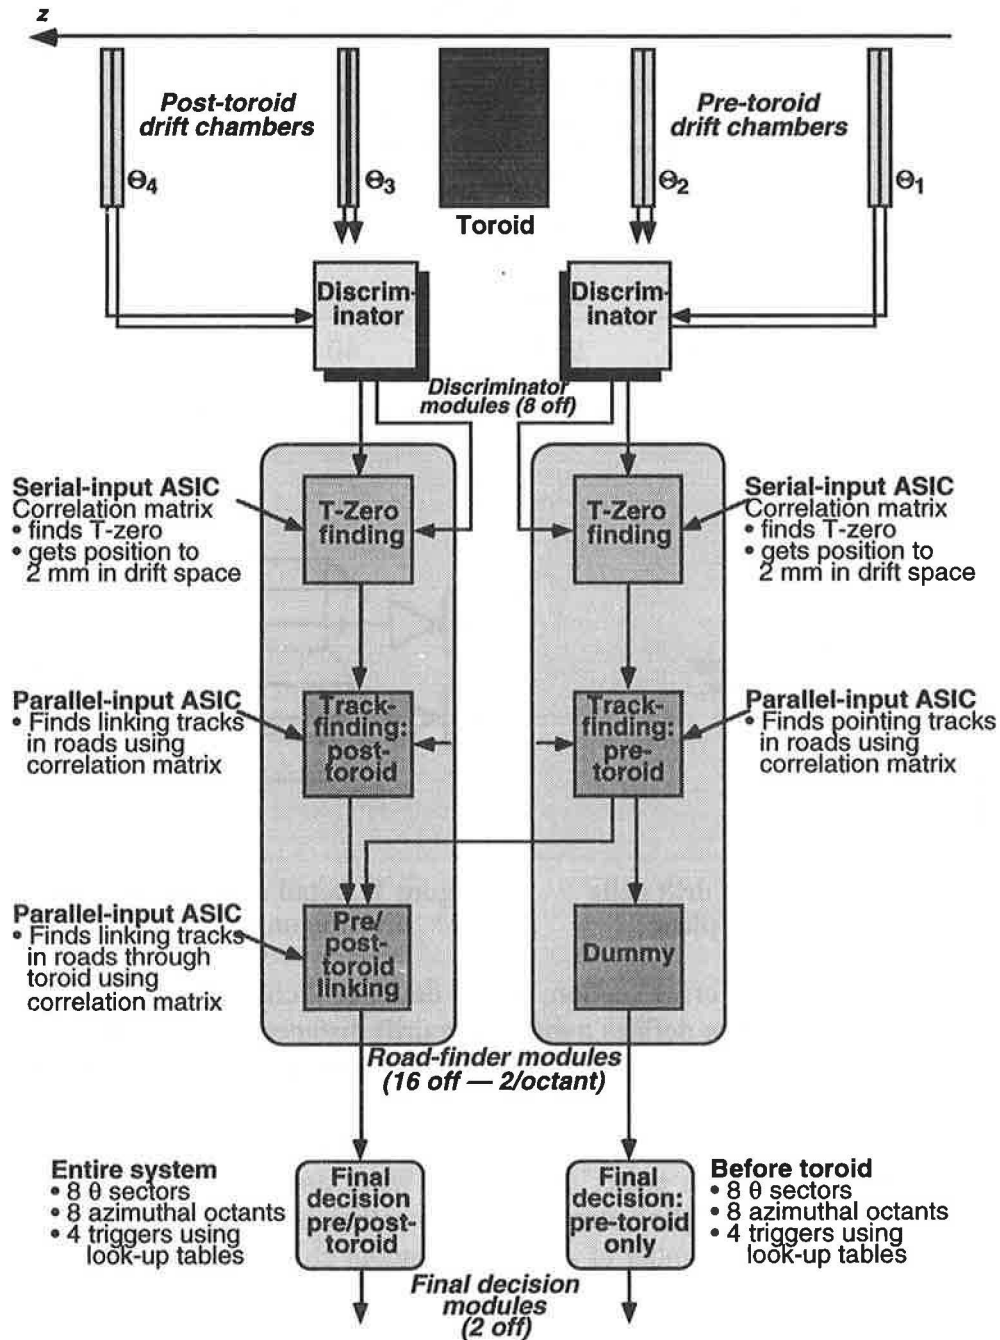 z
Post-toroid
drift chambers
Pre-toroid
drift chambers
Θ4
Θ3
Θ2
Θ1
Toroid
Discrim-
inator
Discrim-
inator
Discriminator
modules (8 off)
Serial-input ASIC
Correlation matrix
• finds T-zero
• gets position to
2 mm in drift space
T-Zero
finding
T-Zero
finding
Serial-input ASIC
Correlation matrix
• finds T-zero
• gets position to
2 mm in drift space
Parallel-input ASIC
• Finds linking tracks
in roads using
correlation matrix
Track-
finding:
post-
toroid
Track-
finding:
pre-
toroid
Parallel-input ASIC
• Finds pointing tracks
in roads using
correlation matrix
Parallel-input ASIC
• Finds linking tracks
in roads through
toroid using
correlation matrix
Pre/
post-
toroid
linking
Dummy
Road-finder modules
(16 off — 2/octant)
Entire system
• 8 θ sectors
• 8 azimuthal octants
• 4 triggers using
look-up tables
Final
decision
pre/post-
toroid
Final
decision:
pre-toroid
only
Before toroid
• 8 θ sectors
• 8 azimuthal octants
• 4 triggers using
look-up tables
Final decision
modules
(2 off)